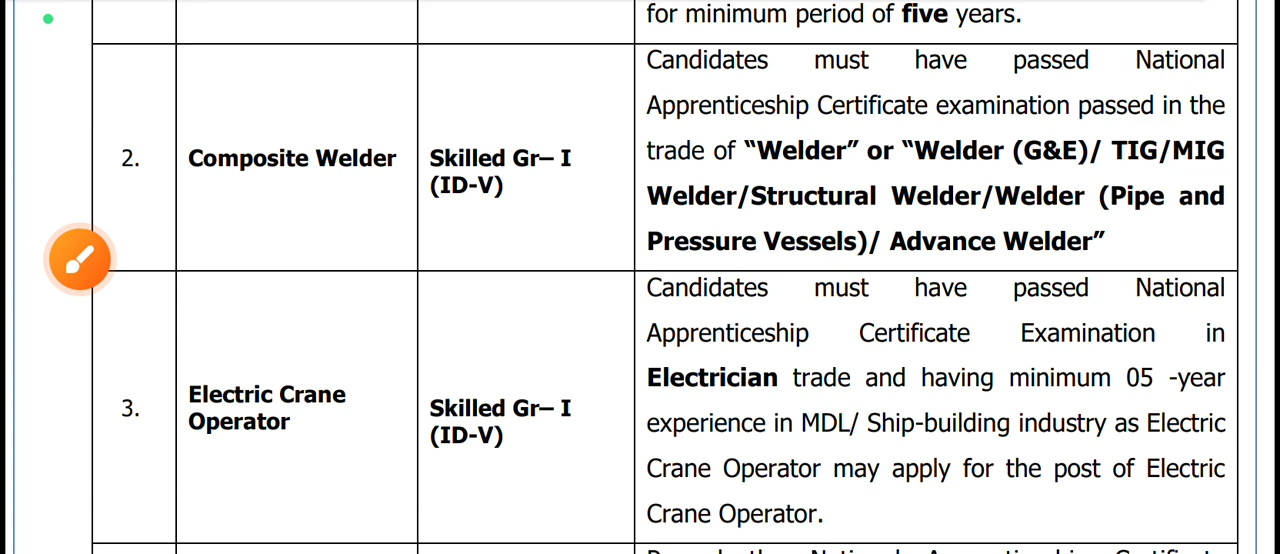 for minimum period of five years.
2.
Composite Welder
Skilled Gr– I
(ID-V)
Candidates must have passed National
Apprenticeship Certificate examination passed in the
trade of “Welder” or “Welder (G&E)/ TIG/MIG
Welder/Structural Welder/Welder (Pipe and
Pressure Vessels)/ Advance Welder”
3.
Electric Crane
Operator
Skilled Gr– I
(ID-V)
Candidates must have passed National
Apprenticeship Certificate Examination in
Electrician trade and having minimum 05 -year
experience in MDL/ Ship-building industry as Electric
Crane Operator may apply for the post of Electric
Crane Operator.